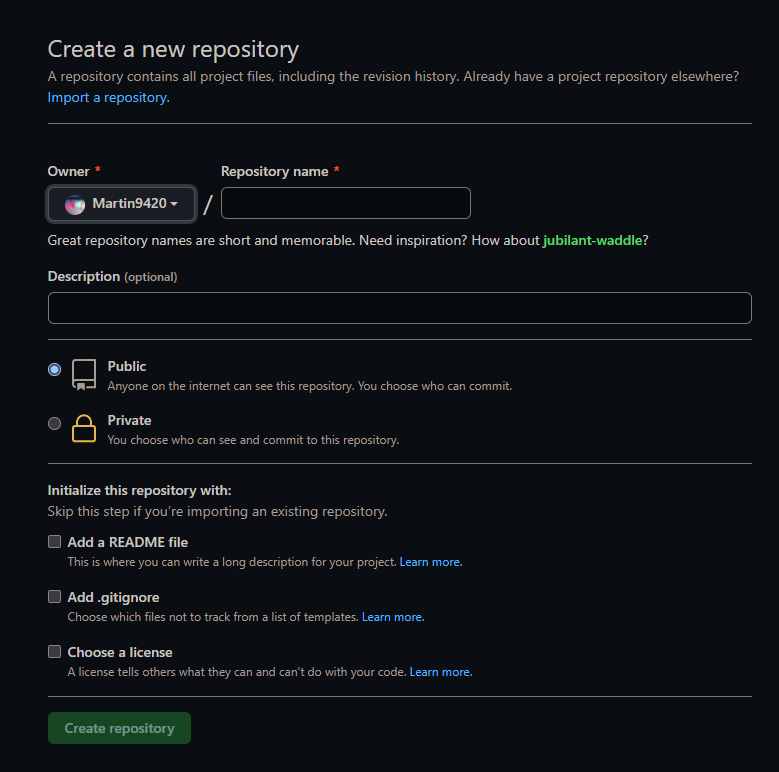 Create a new repository
A repository contains all project files, including the revision history. Already have a project repository elsewhere?
Import a repository.
Owner * Repository name *
Martin9420 /
Great repository names are short and memorable. Need inspiration? How about jubilant-waddle?
Description (optional)
Public
Anyone on the internet can see this repository. You choose who can commit.
Private
You choose who can see and commit to this repository.
Initialize this repository with:
Skip this step if you're importing an existing repository.
Add a README file
This is where you can write a long description for your project. Learn more.
Add .gitignore
Choose which files not to track from a list of templates. Learn more.
Choose a license
A license tells others what they can and can't do with your code. Learn more.
Create repository